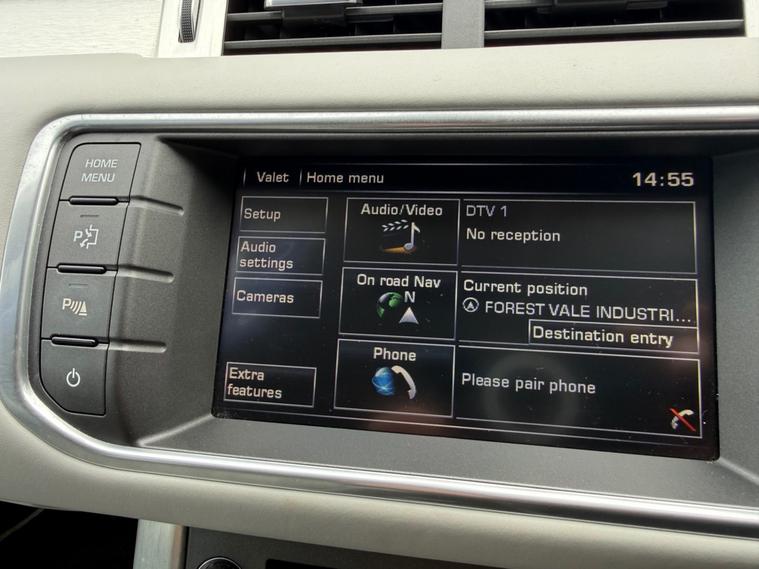 HOME
MENU
P
P
Valet
Home menu
14:55
Setup
Audio
settings
Cameras
Extra
features
Audio/Video
DTV 1
No reception
On road Nav
N
Current position
FOREST VALE INDUSTRI...
Destination entry
Phone
Please pair phone